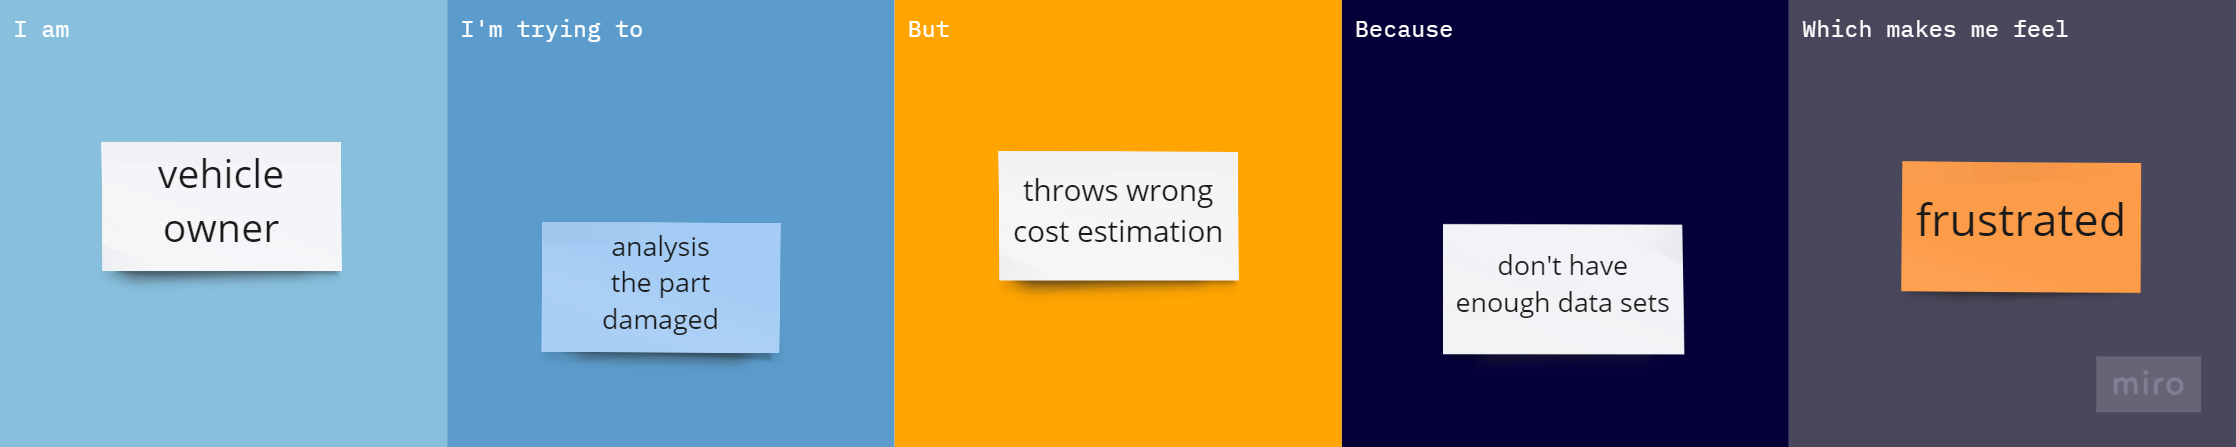 I am
vehicle
owner
I'm trying to
analysis
the part
damaged
But
throws wrong
cost estimation
Because
don't have
enough data sets
Which makes me feel
frustrated
miro